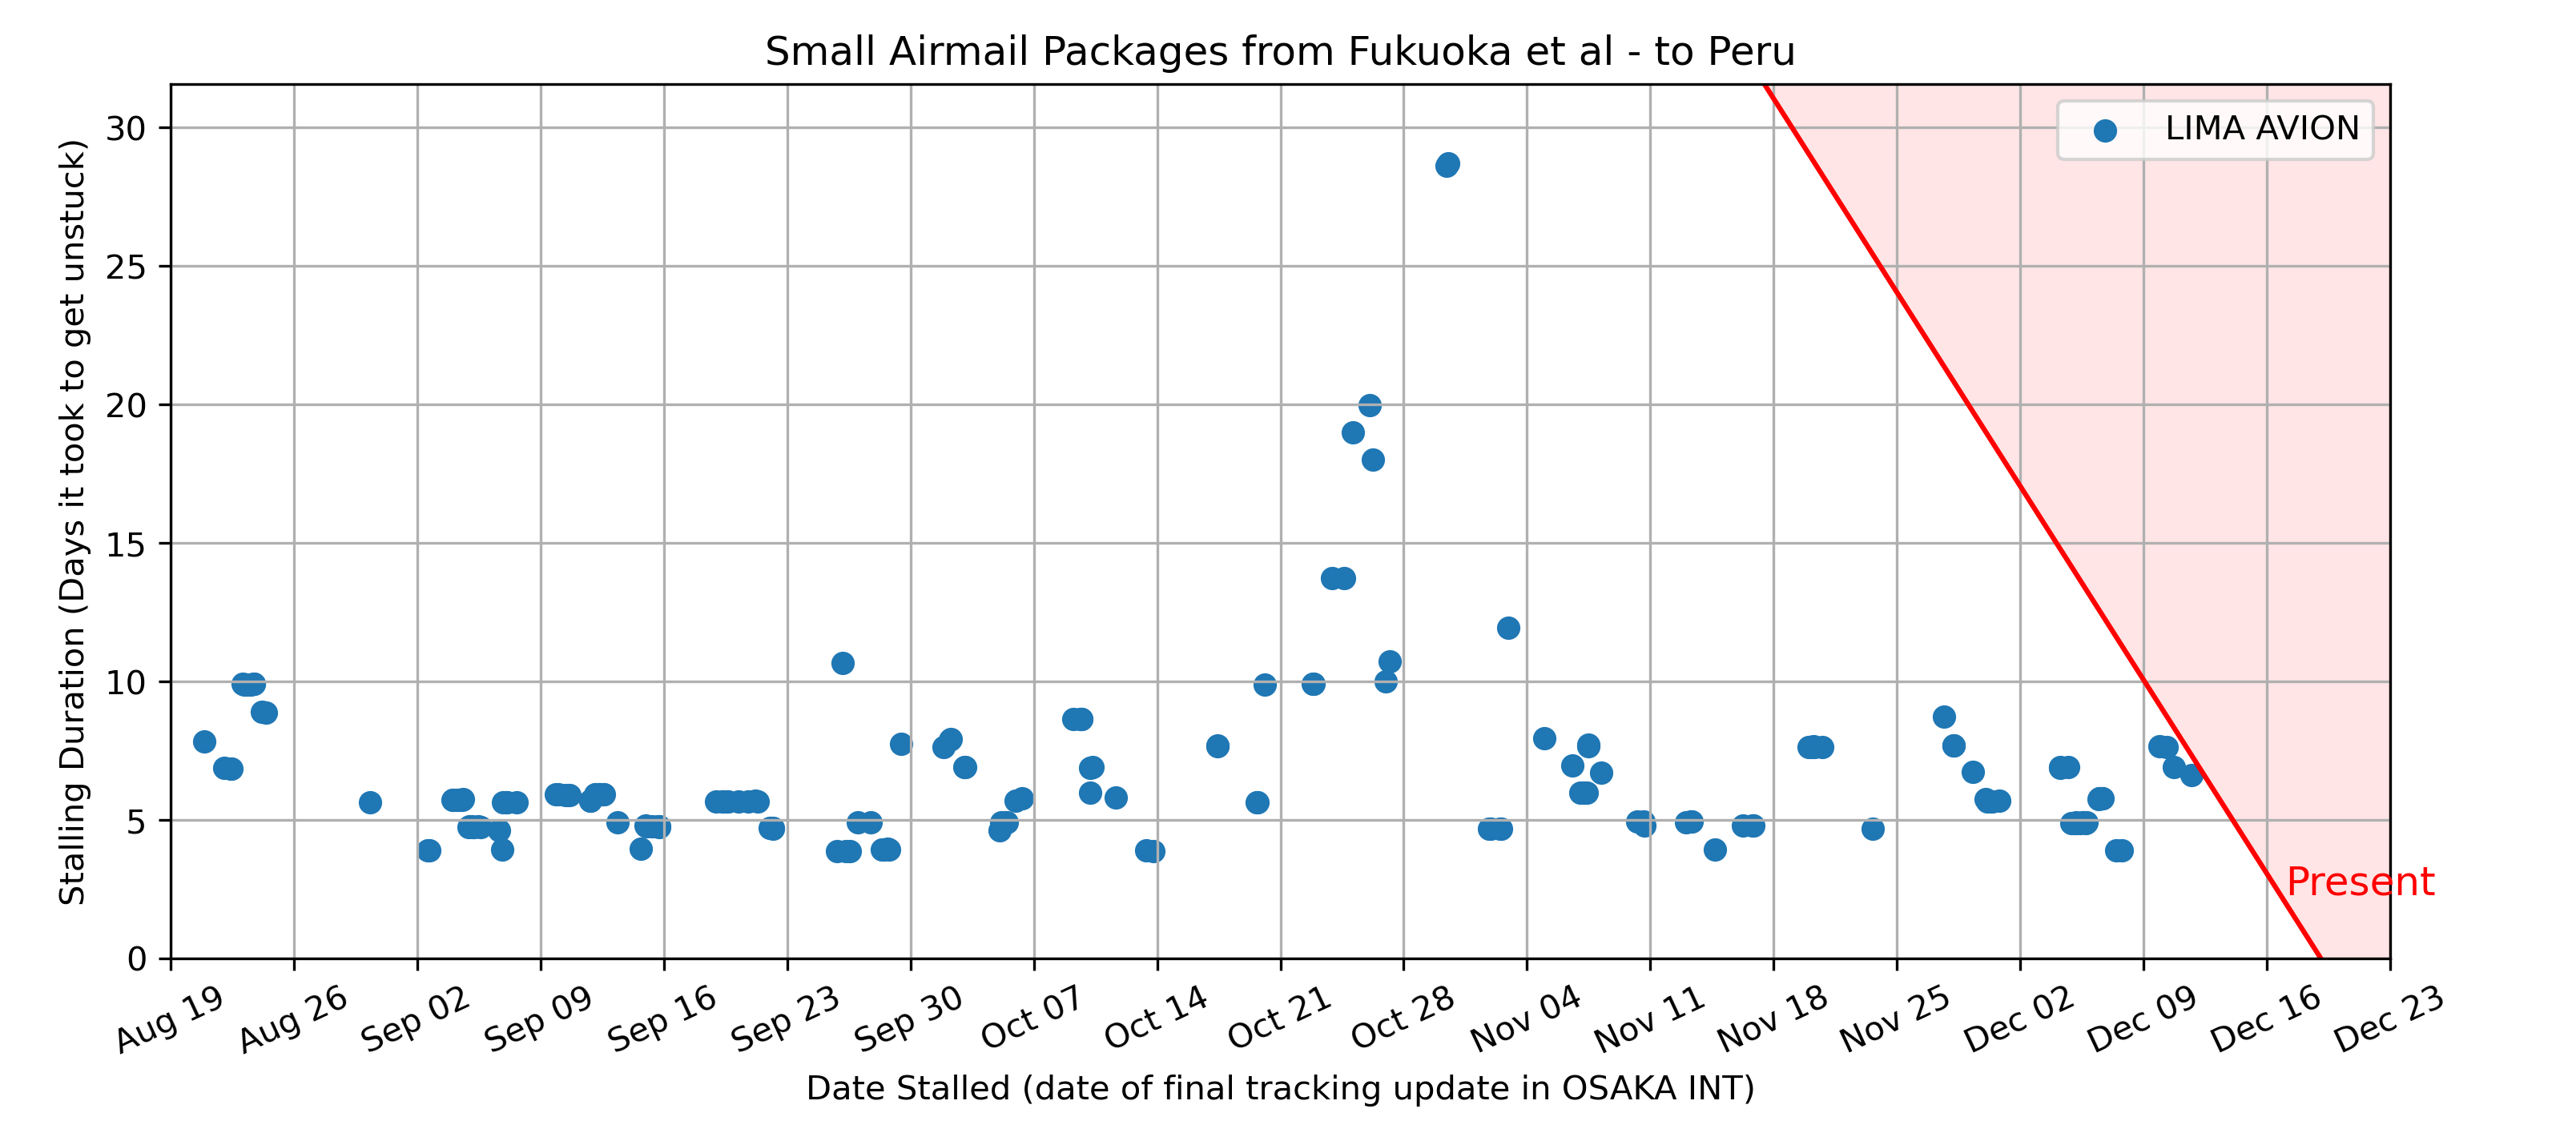 Small Airmail Packages from Fukuoka et al - to Peru
LIMA AVION
Stalling Duration (Days it took to get unstuck)
30
25
20
15
10
5
0
Present
Aug 19
Aug 26
Sep 02
Sep 09
Sep 16
Sep 23
Sep 30
Oct 07
Oct 14
Oct 21
Oct 28
Nov 04
Nov 11
Nov 18
Nov 25
Dec 02
Dec 09
Dec 16
Dec 23
Date Stalled (date of final tracking update in OSAKA INT)